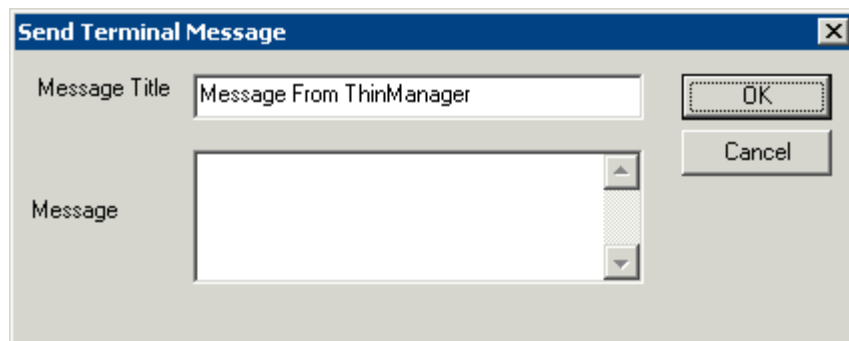 Send Terminal Message
Message Title
Message From ThinManager
OK
Cancel
Message